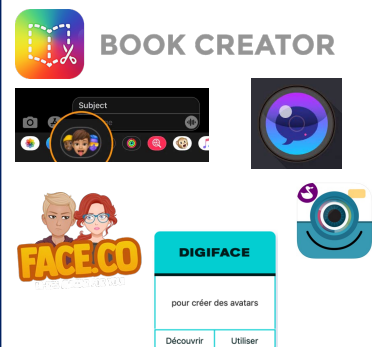 BOOK CREATOR
Subject
FACE.CO
DIGIFACE
pour créer des avatars
Découvrir
Utiliser